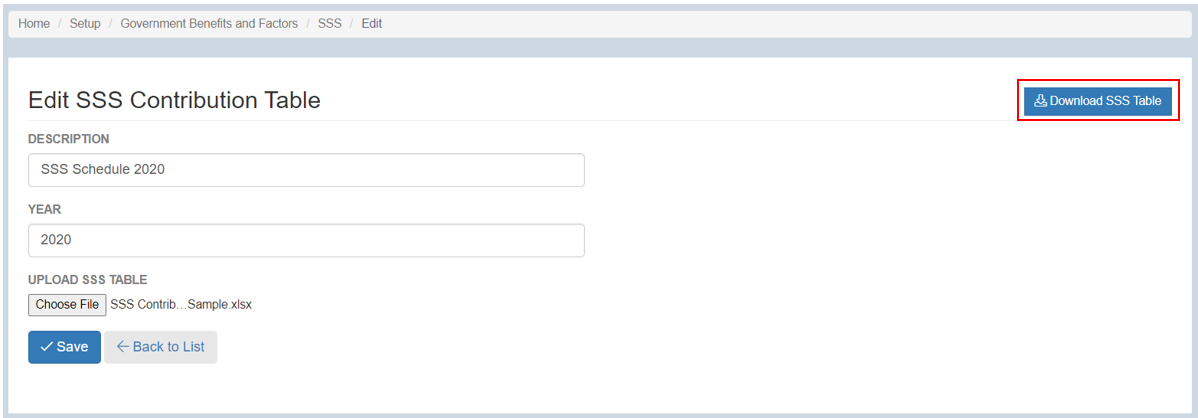 Home / Setup / Government Benefits and Factors / SSS / Edit
Edit SSS Contribution Table
Download SSS Table
DESCRIPTION
SSS Schedule 2020
YEAR
2020
UPLOAD SSS TABLE
Choose File SSS Contrib...Sample.xlsx
Save Back to List